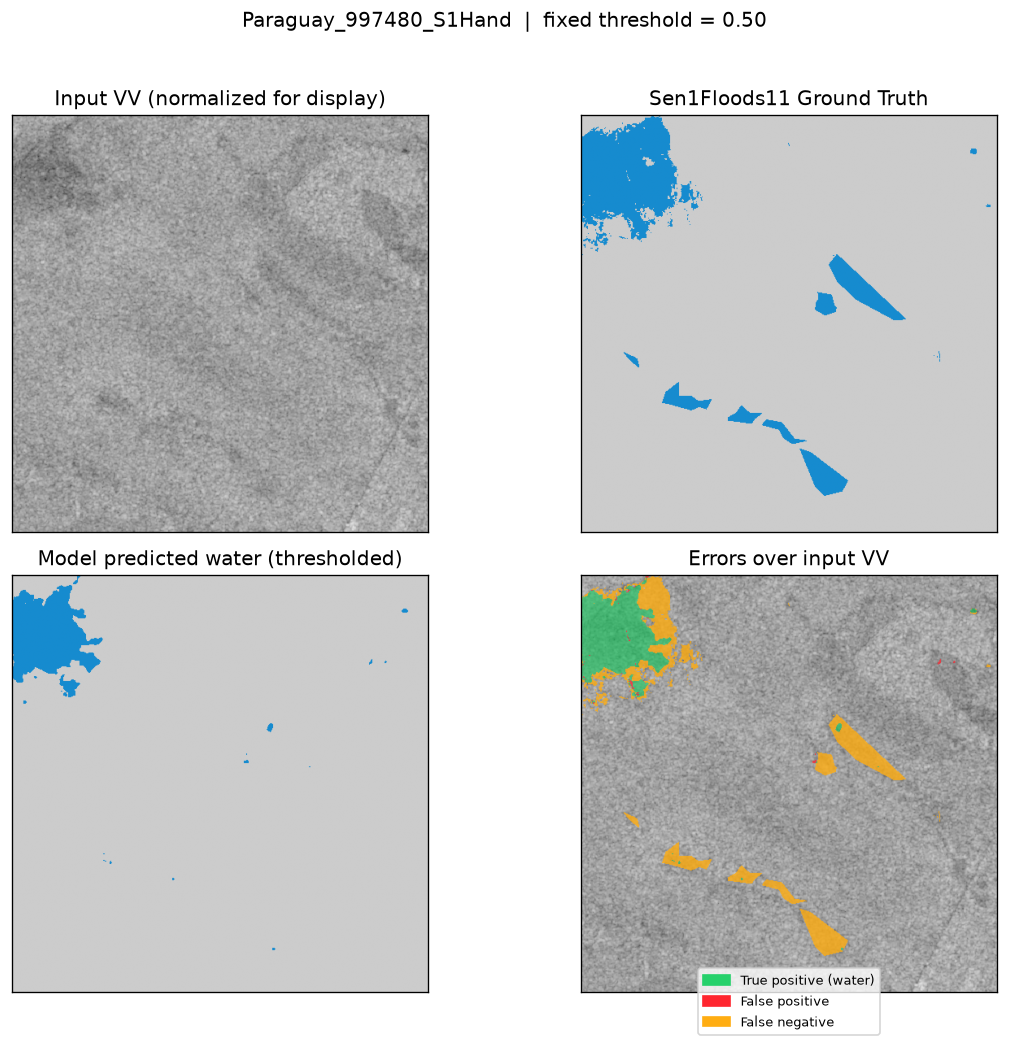 Paraguay_997480_S1Hand | fixed threshold = 0.50
Input VV (normalized for display)
Sen1Floods11 Ground Truth
Model predicted water (thresholded)
Errors over input VV
True positive (water)
False positive
False negative